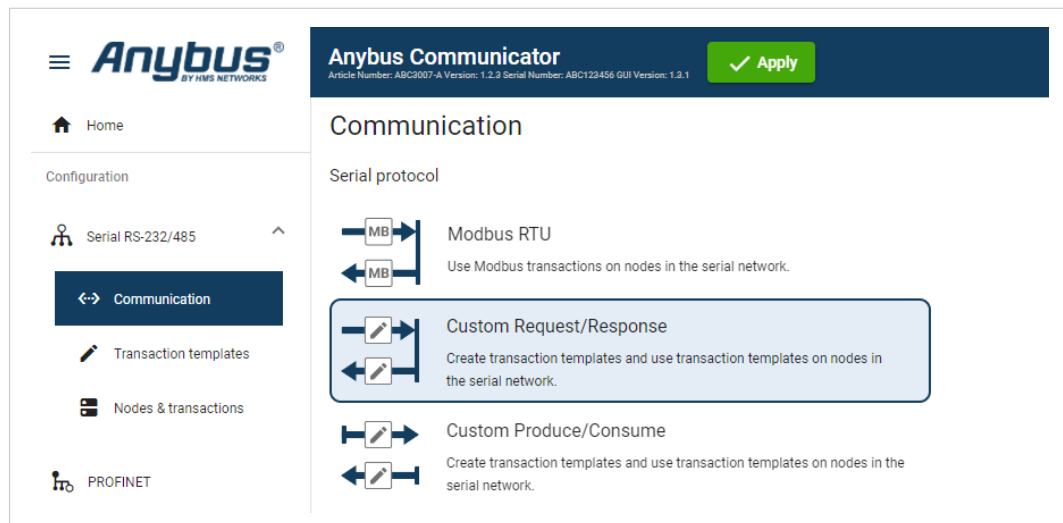 Anybus®
BY HMS NETWORKS
Anybus Communicator
Article Number: ABC3007-A Version: 1.2.3 Serial Number: ABC123456 GUI Version: 1.3.1
Apply
Home
Configuration
Serial RS-232/485
Communication
Transaction templates
Nodes & transactions
PROFINET
Communication
Serial protocol
MB
MB
Modbus RTU
Use Modbus transactions on nodes in the serial network.
Custom Request/Response
Create transaction templates and use transaction templates on nodes in
the serial network.
Custom Produce/Consume
Create transaction templates and use transaction templates on nodes in the
serial network.